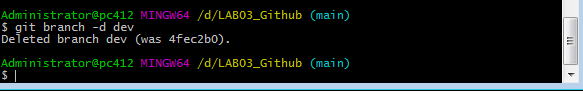 Administrator@pc412 MINGW64 /d/LAB03_Github (main)
$ git branch -d dev
Deleted branch dev (was 4fec2b0).
Administrator@pc412 MINGW64 /d/LAB03_Github (main)
$